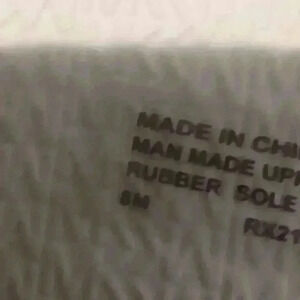 MADE IN CHI
MAN MADE UPP
RUBBER SOLE
8M
RX21